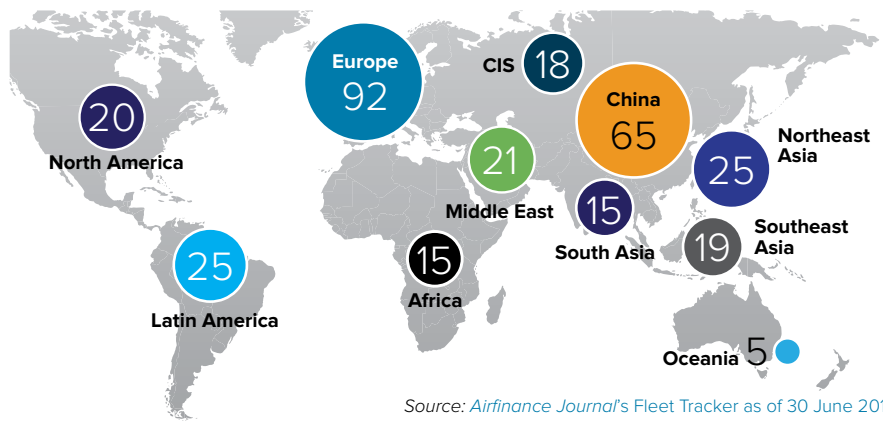 Europe
92
CIS 18
China
65
20
North America
Northeast
Asia
25
21
Middle East
15
South Asia
Southeast
Asia
19
25
Latin America
15
Africa
Oceania 5
Source: Airfinance Journal's Fleet Tracker as of 30 June